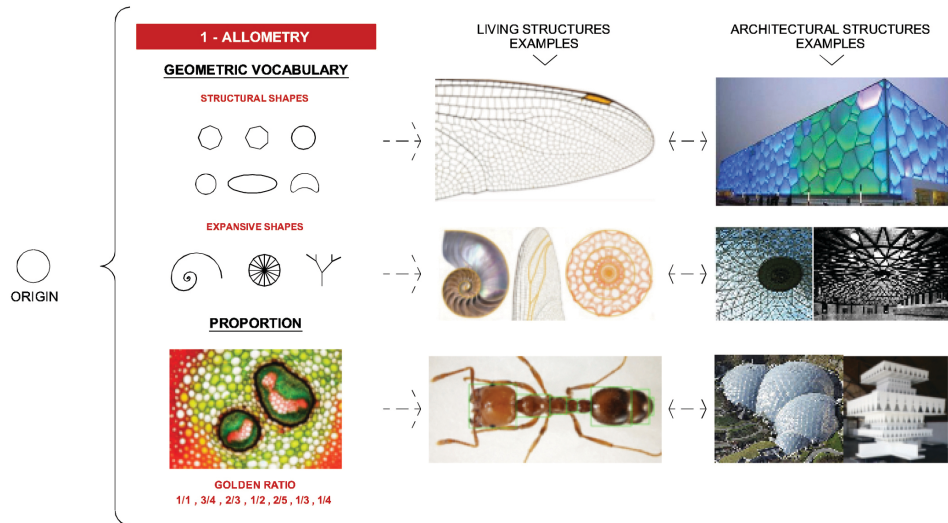 1 - ALLOMETRY
LIVING STRUCTURES
EXAMPLES
ARCHITECTURAL STRUCTURES
EXAMPLES
GEOMETRIC VOCABULARY
STRUCTURAL SHAPES
EXPANSIVE SHAPES
ORIGIN
PROPORTION
GOLDEN RATIO
1/1 , 3/4 , 2/3 , 1/2 , 2/5 , 1/3 , 1/4